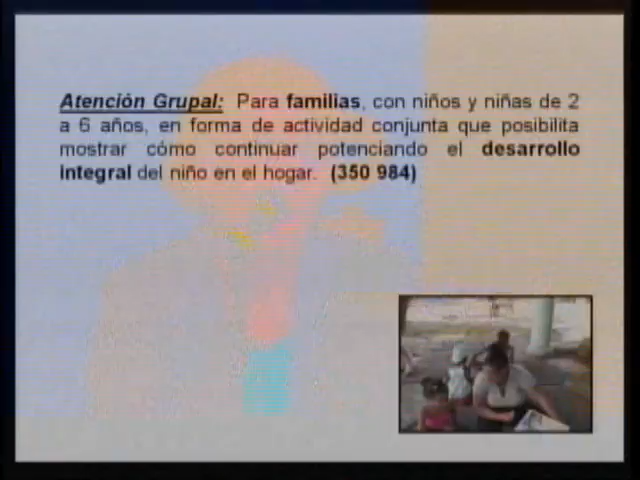 Atención Grupal: Para familias, con niños y niñas de 2
a 6 años, en forma de actividad conjunta que posibilita
mostrar cómo continuar potenciando el desarrollo
integral del niño en el hogar. (350 984)